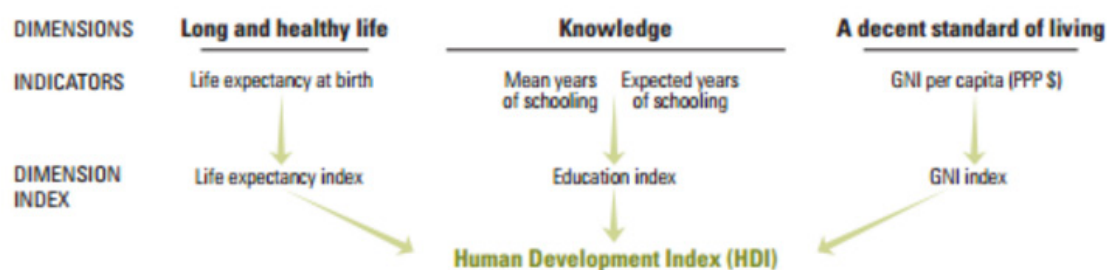 DIMENSIONS Long and healthy life Knowledge A decent standard of living
INDICATORS Life expectancy at birth Mean years Expected years GNI per capita (PPP $)
of schooling of schooling
DIMENSION Life expectancy index Education index GNI index
INDEX
Human Development Index (HDI)